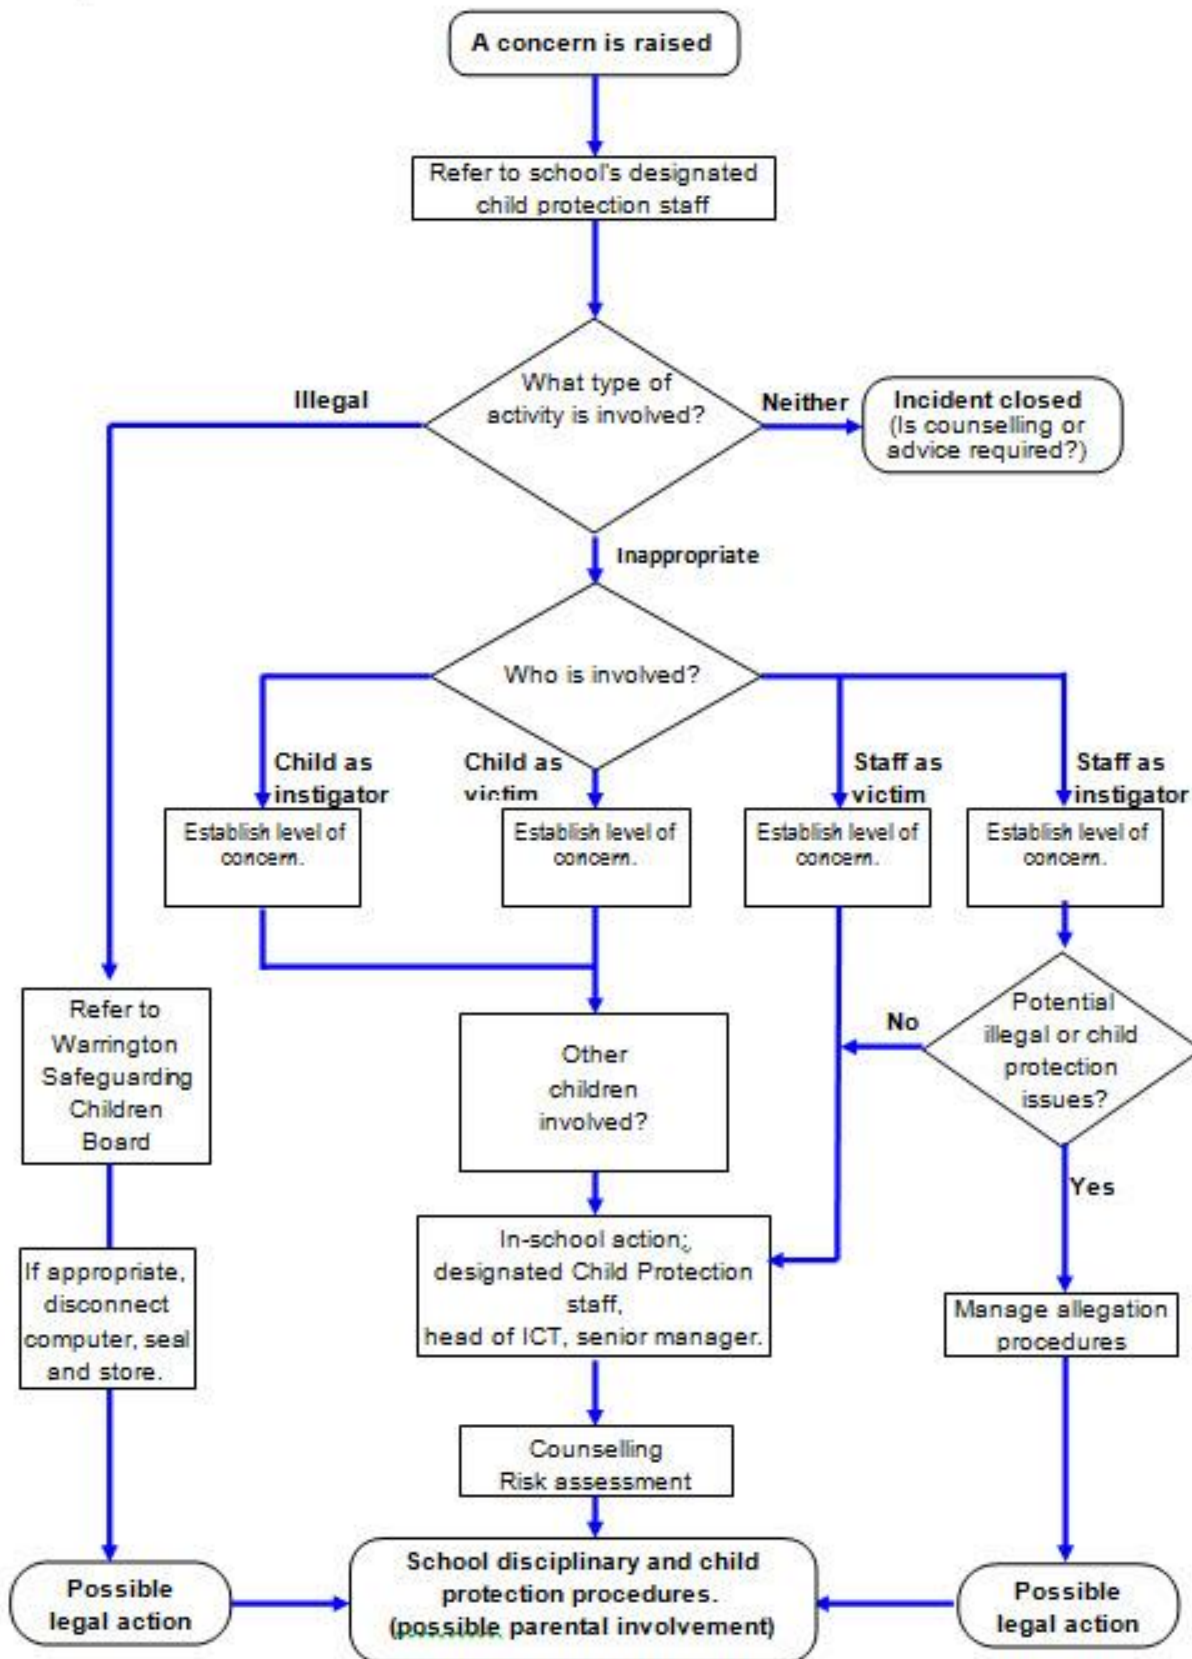 A concern is raised
Refer to school's designated
child protection staff
What type of
activity is involved?
Illegal
Neither
Incident closed
(Is counselling or
advice required?)
Inappropriate
Who is involved?
Child as
instigator
Child as
victim
Staff as
victim
Staff as
instigator
Establish level of
concern.
Establish level of
concern.
Establish level of
concern.
Establish level of
concern.
Refer to
Warrington
Safeguarding
Children
Board
Other
children
involved?
No
Potential
illegal or child
protection
issues?
Yes
If appropriate,
disconnect
computer, seal
and store.
In-school action;
designated Child Protection
staff,
head of ICT, senior manager.
Manage allegation
procedures
Counselling
Risk assessment
Possible
legal action
School disciplinary and child
protection procedures.
(possible parental involvement)
Possible
legal action